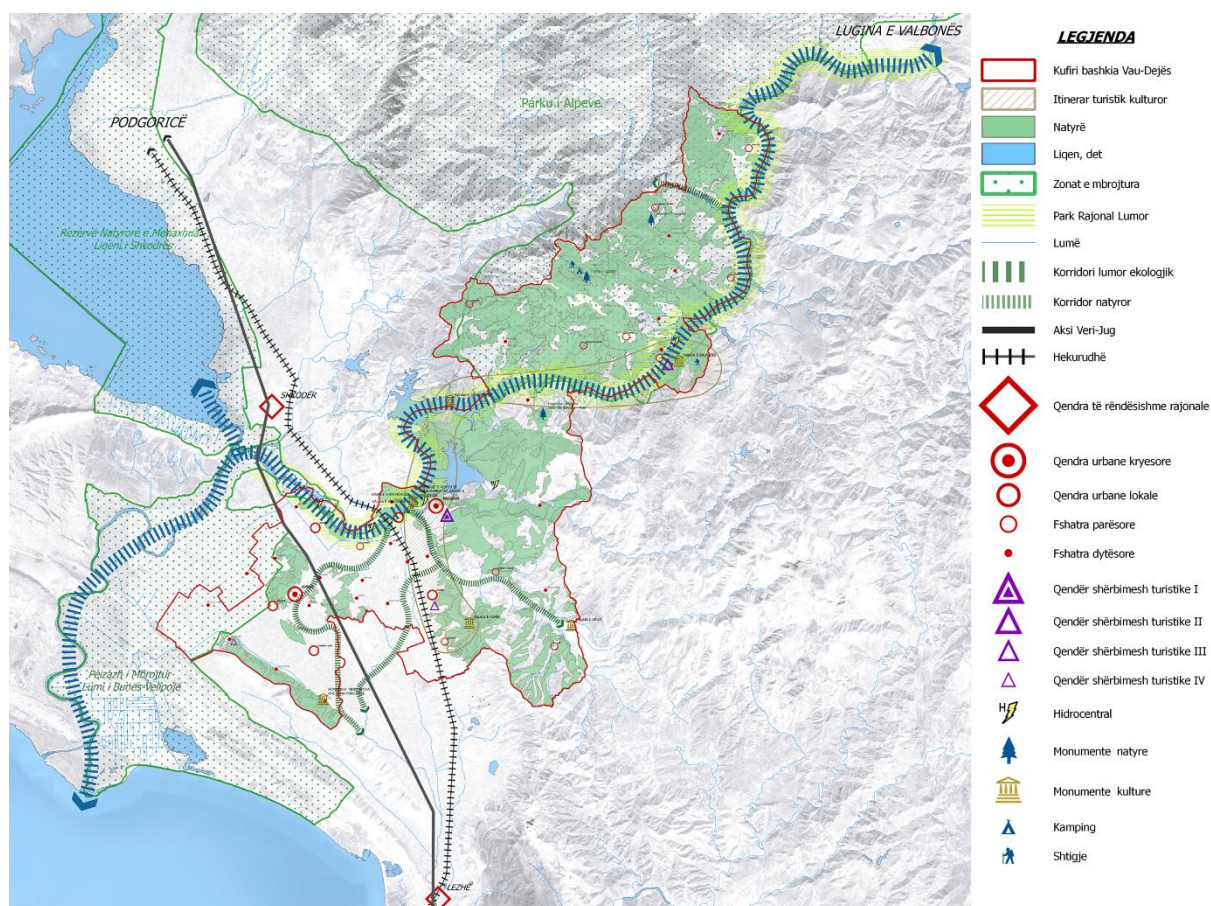 LUGINA E VALBONËS
Parku i Alpeve
PODGORICË
Rezervë Natyrore e Menaxhuar
Liqeni i Shkodrës
SHKODER
Peizazh i Mbrojtur
Lumi i Bunës-Velipojë
LEZHË
LEGJENDA
Kufiri bashkia Vau-Dejës
Itinerar turistik kulturor
Natyrë
Liqen, det
Zonat e mbrojtura
Park Rajonal Lumor
Lumë
Korridori lumor ekologjik
Korridor natyror
Aksi Veri-Jug
Hekurudhë
Qendra të rëndësishme rajonale
Qendra urbane kryesore
Qendra urbane lokale
Fshatra parësore
Fshatra dytësore
Qendër shërbimesh turistike I
Qendër shërbimesh turistike II
Qendër shërbimesh turistike III
Qendër shërbimesh turistike IV
H
Hidrocentral
Monumente natyre
Monumente kulture
Kamping
Shtigje